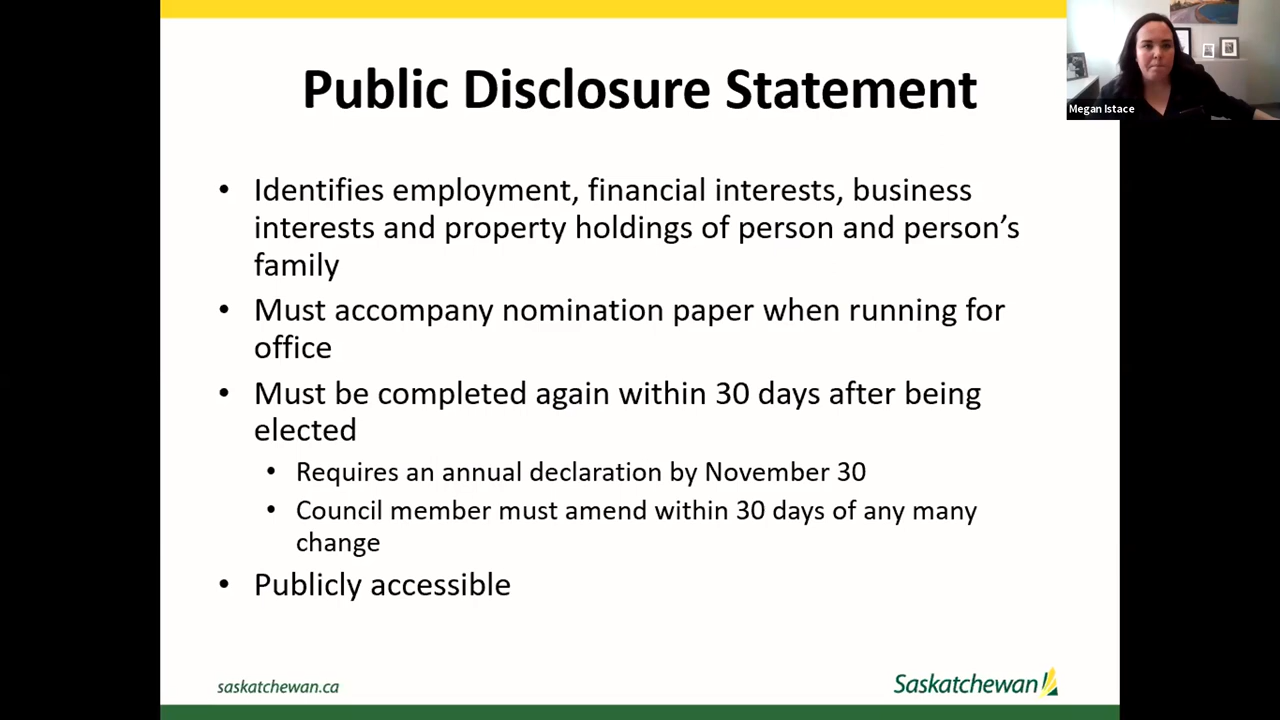 Public Disclosure Statement
Megan Istace
• Identifies employment, financial interests, business
interests and property holdings of person and person’s
family
• Must accompany nomination paper when running for
office
• Must be completed again within 30 days after being
elected
• Requires an annual declaration by November 30
• Council member must amend within 30 days of any many
change
• Publicly accessible
saskatchewan.ca
Saskatchewan